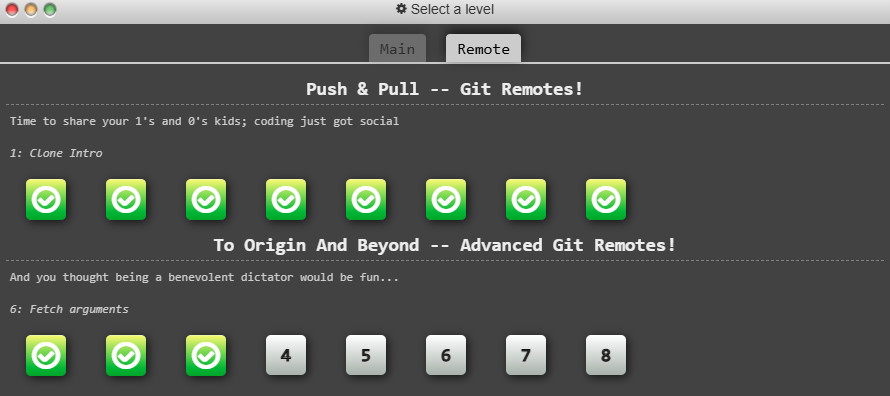 Select a level
Main Remote
Push & Pull -- Git Remotes!
Time to share your 1's and 0's kids; coding just got social
1: Clone Intro
To Origin And Beyond -- Advanced Git Remotes!
And you thought being a benevolent dictator would be fun...
6: Fetch arguments
4 5 6 7 8